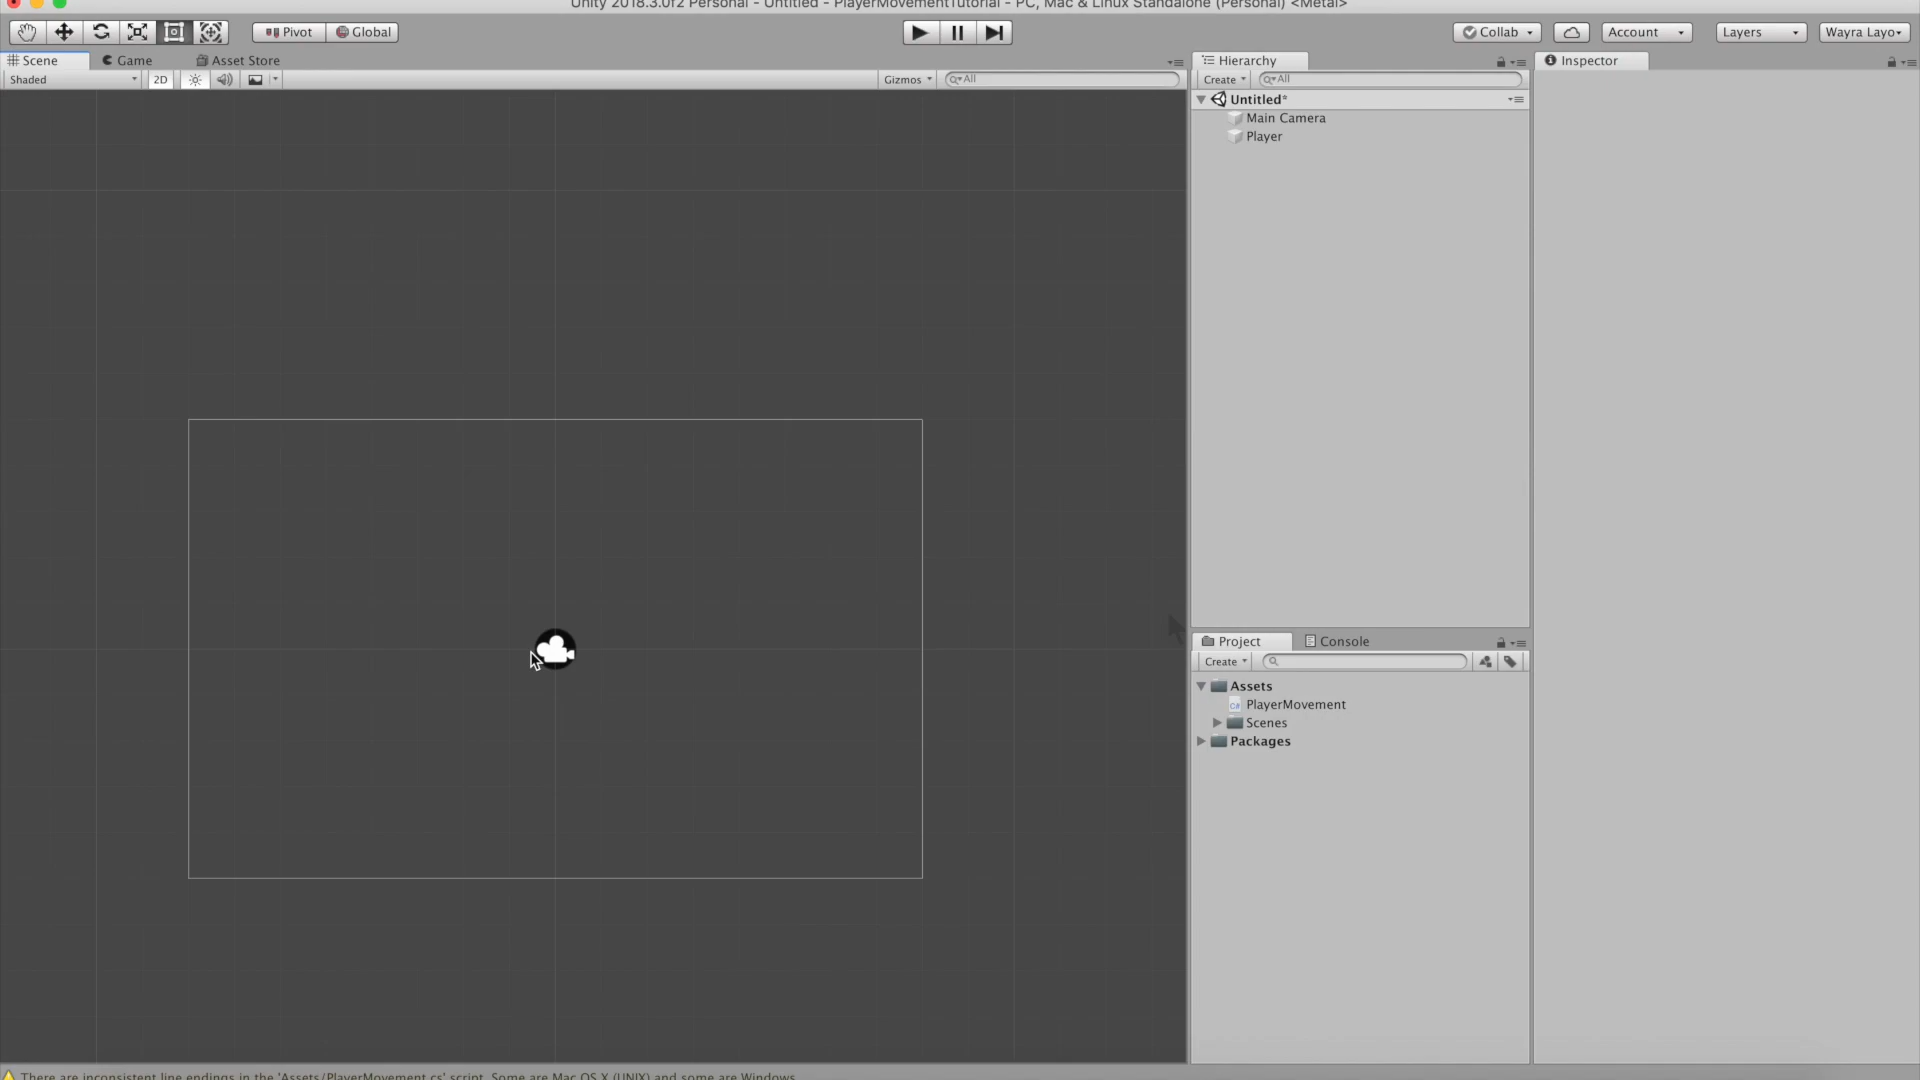 Unity 2018.3.0f2 Personal - Untitled - PlayerMovementTutorial - PC, Mac & Linux Standalone (Personal) <Metal>
Pivot Global Collab Account Layers Wayra Layo
Scene Game Asset Store Hierarchy Inspector
Shaded 2D Gizmos All Create All
Untitled*
Main Camera
Player
Project Console
Create
Assets
PlayerMovement
Scenes
Packages
There are inconsistent line endings in the 'Assets/PlayerMovement.cs' script. Some are Mac OS X (UNIX) and some are Windows.